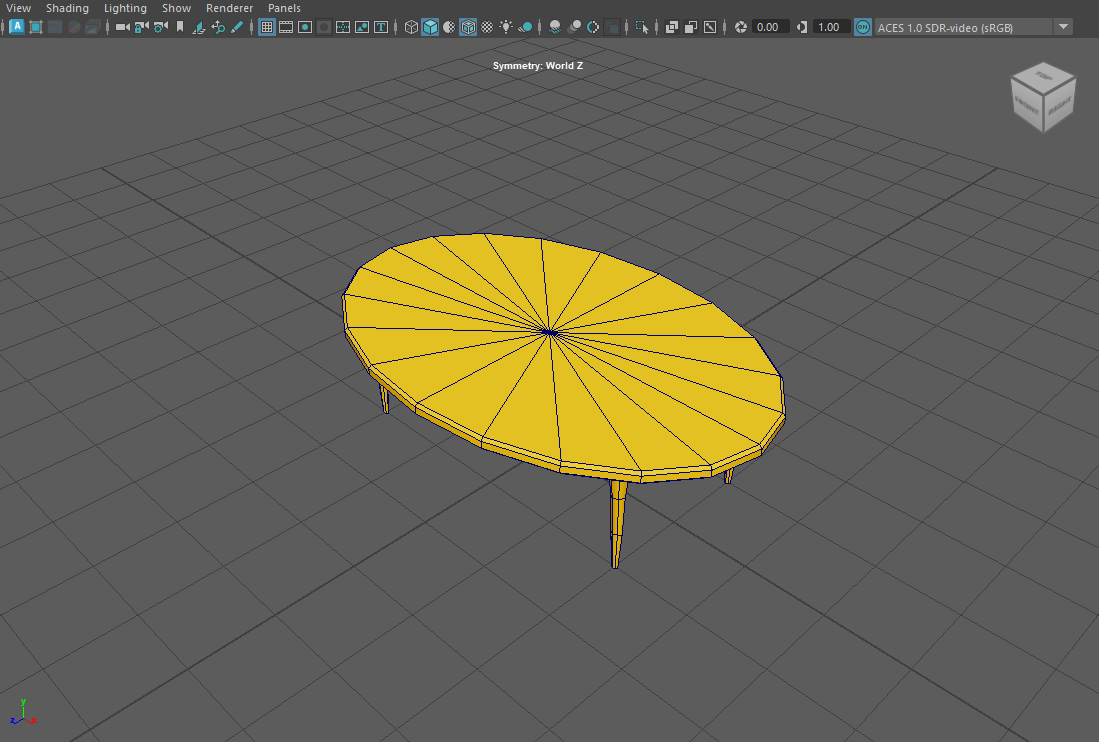 View Shading Lighting Show Renderer Panels
A T 0.00 1.00 ON ACES 1.0 SDR-video (sRGB)
Symmetry: World Z
TOP
FRONT RIGHT
y
z x